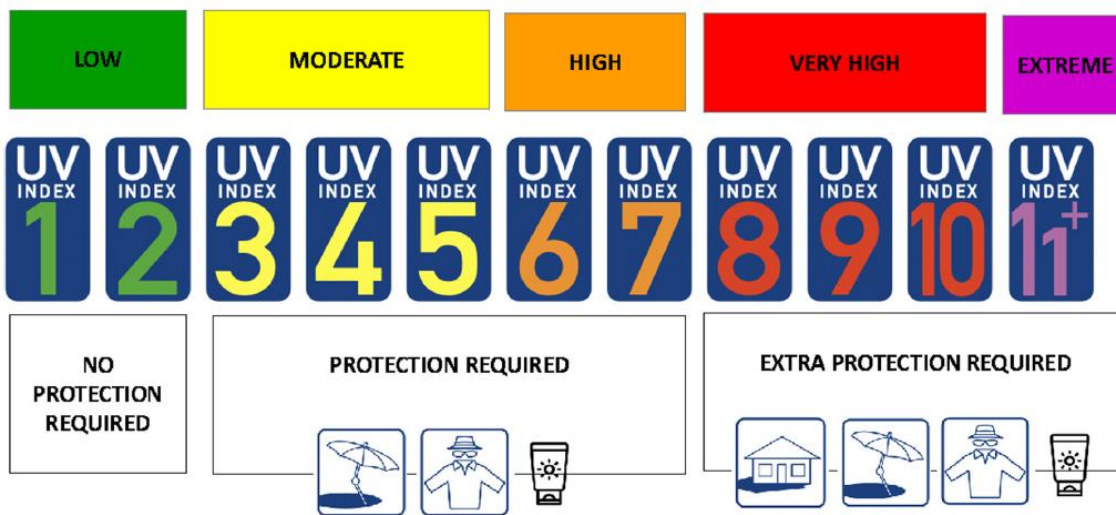 LOW
MODERATE
HIGH
VERY HIGH
EXTREME
UV
INDEX
1
UV
INDEX
2
UV
INDEX
3
UV
INDEX
4
UV
INDEX
5
UV
INDEX
6
UV
INDEX
7
UV
INDEX
8
UV
INDEX
9
UV
INDEX
10
UV
INDEX
11+
NO
PROTECTION
REQUIRED
PROTECTION REQUIRED
EXTRA PROTECTION REQUIRED